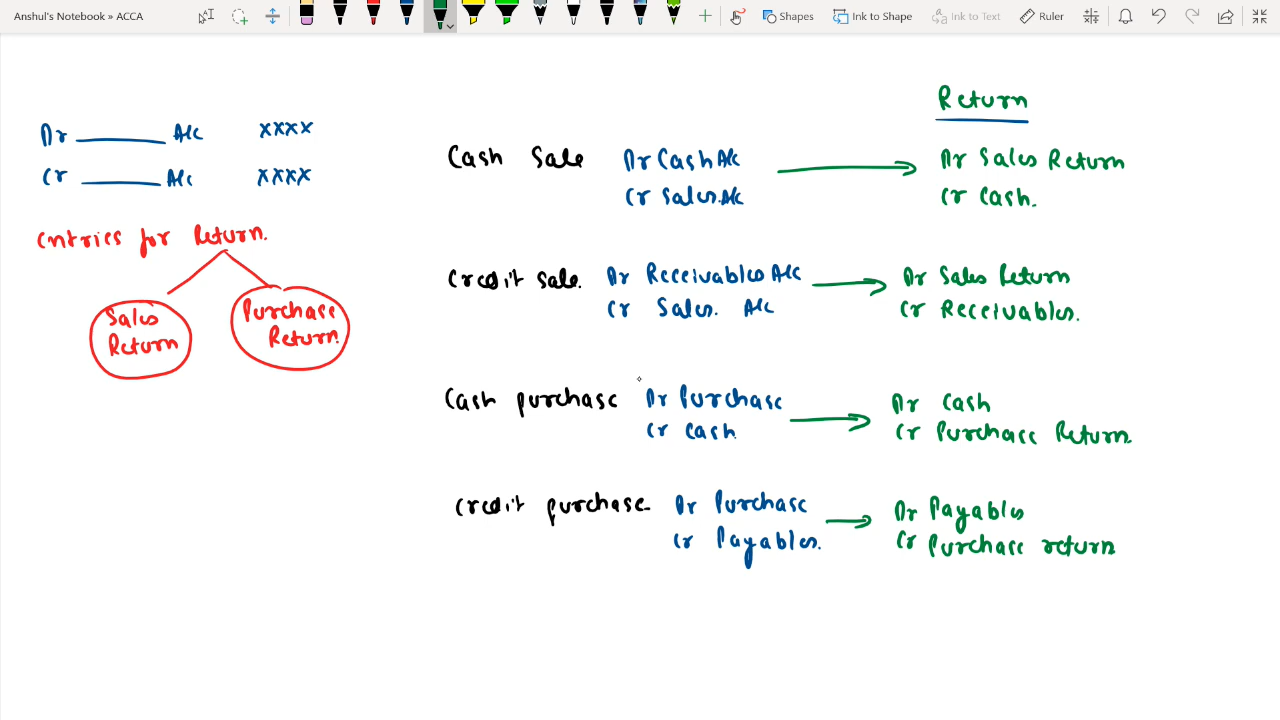 Anshul's Notebook » ACCA
Shapes
Ink to Shape
Ink to Text
Ruler
Return
Dr ______ A/c xxxx
Cr ______ A/c xxxx
Entries for Return.
Sales
Return
Purchase
Return.
Cash Sale Dr Cash A/c Dr Sales Return
Cr Sales. A/c Cr Cash.
Credit Sale. Dr Receivables A/c Dr Sales Return
Cr Sales. A/c Cr Receivables.
Cash purchase Dr Purchase Dr Cash
Cr Cash. Cr Purchase Return.
Credit purchase. Dr Purchase Dr Payables
Cr Payables. Cr Purchase return